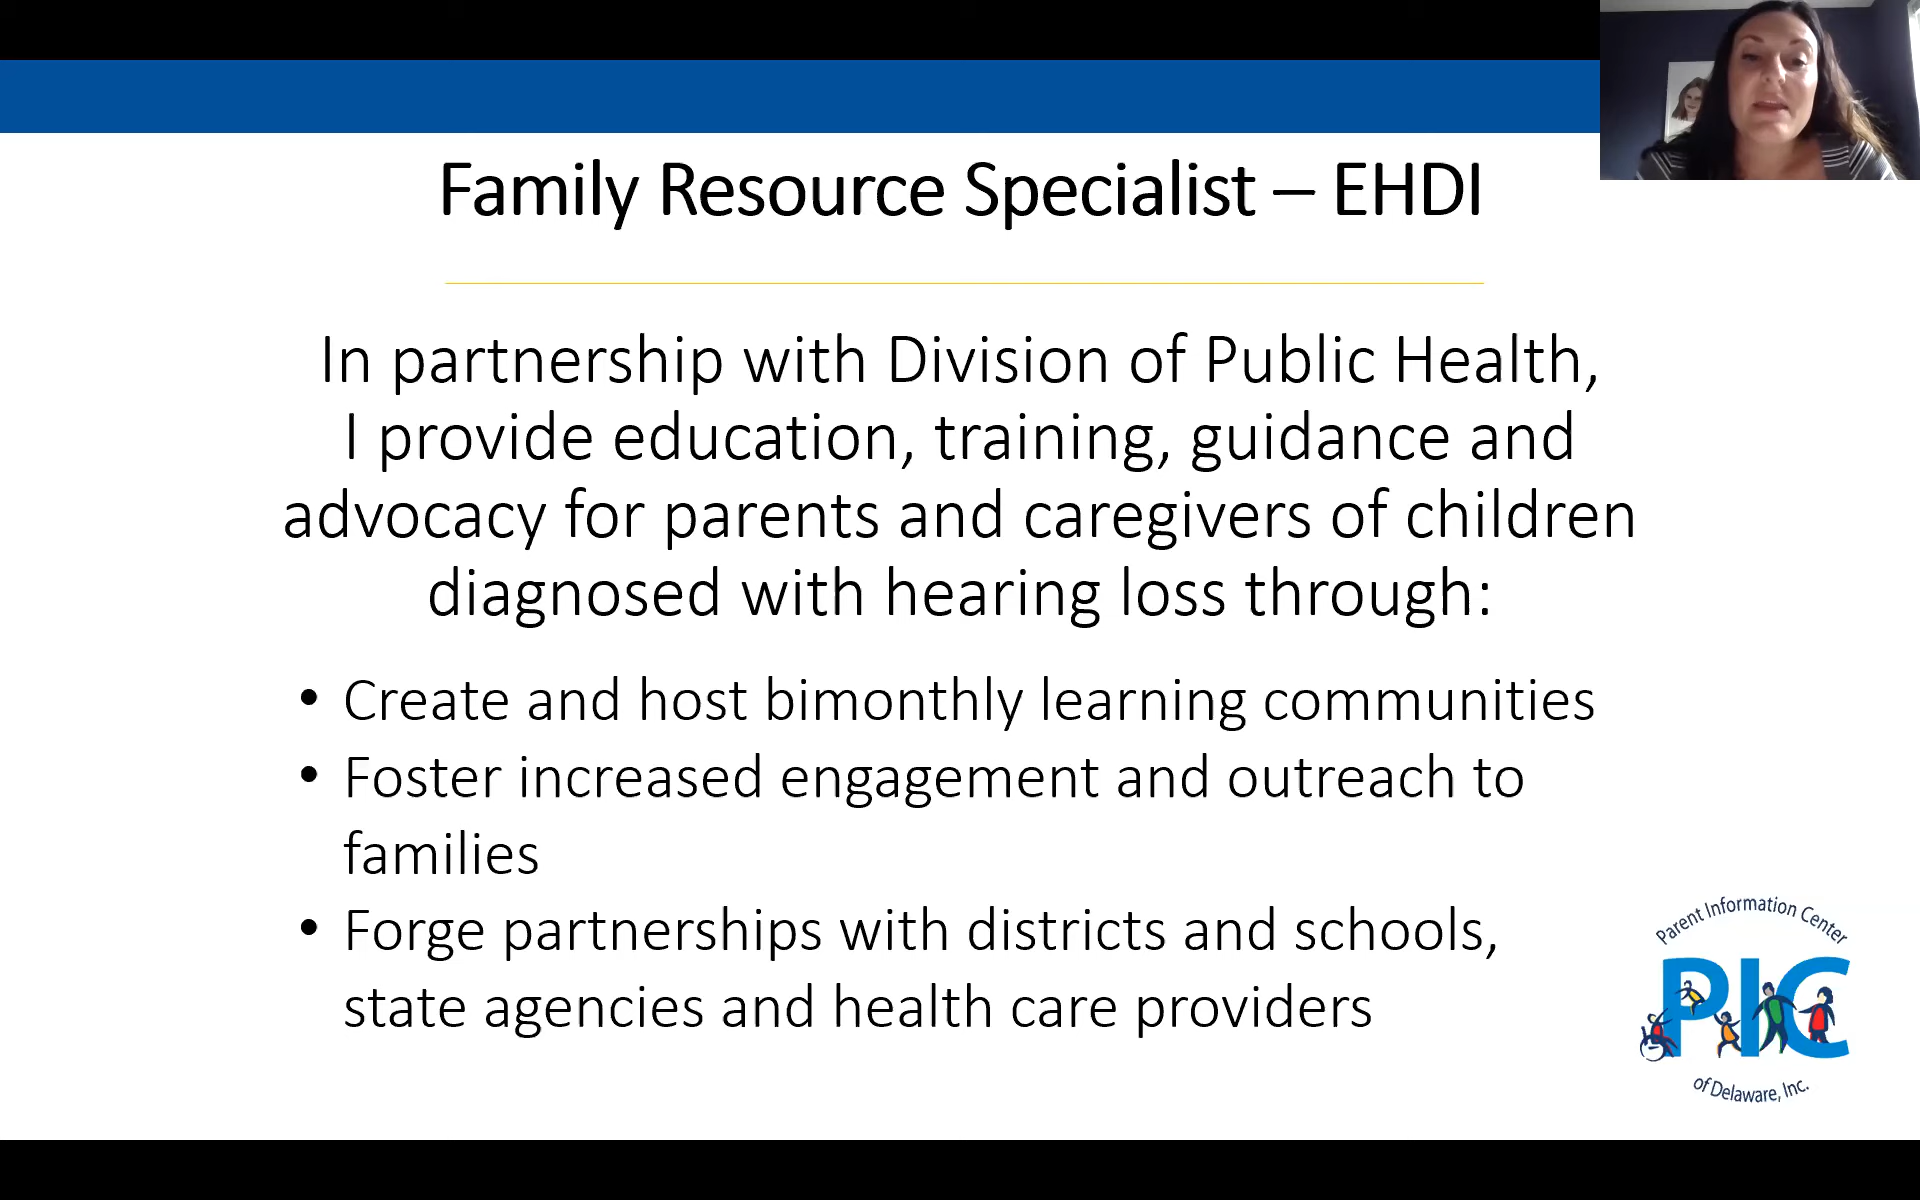 Family Resource Specialist – EHDI
In partnership with Division of Public Health,
I provide education, training, guidance and
advocacy for parents and caregivers of children
diagnosed with hearing loss through:
• Create and host bimonthly learning communities
• Foster increased engagement and outreach to
families
• Forge partnerships with districts and schools,
state agencies and health care providers
Parent Information Center
PIC
of Delaware, Inc.